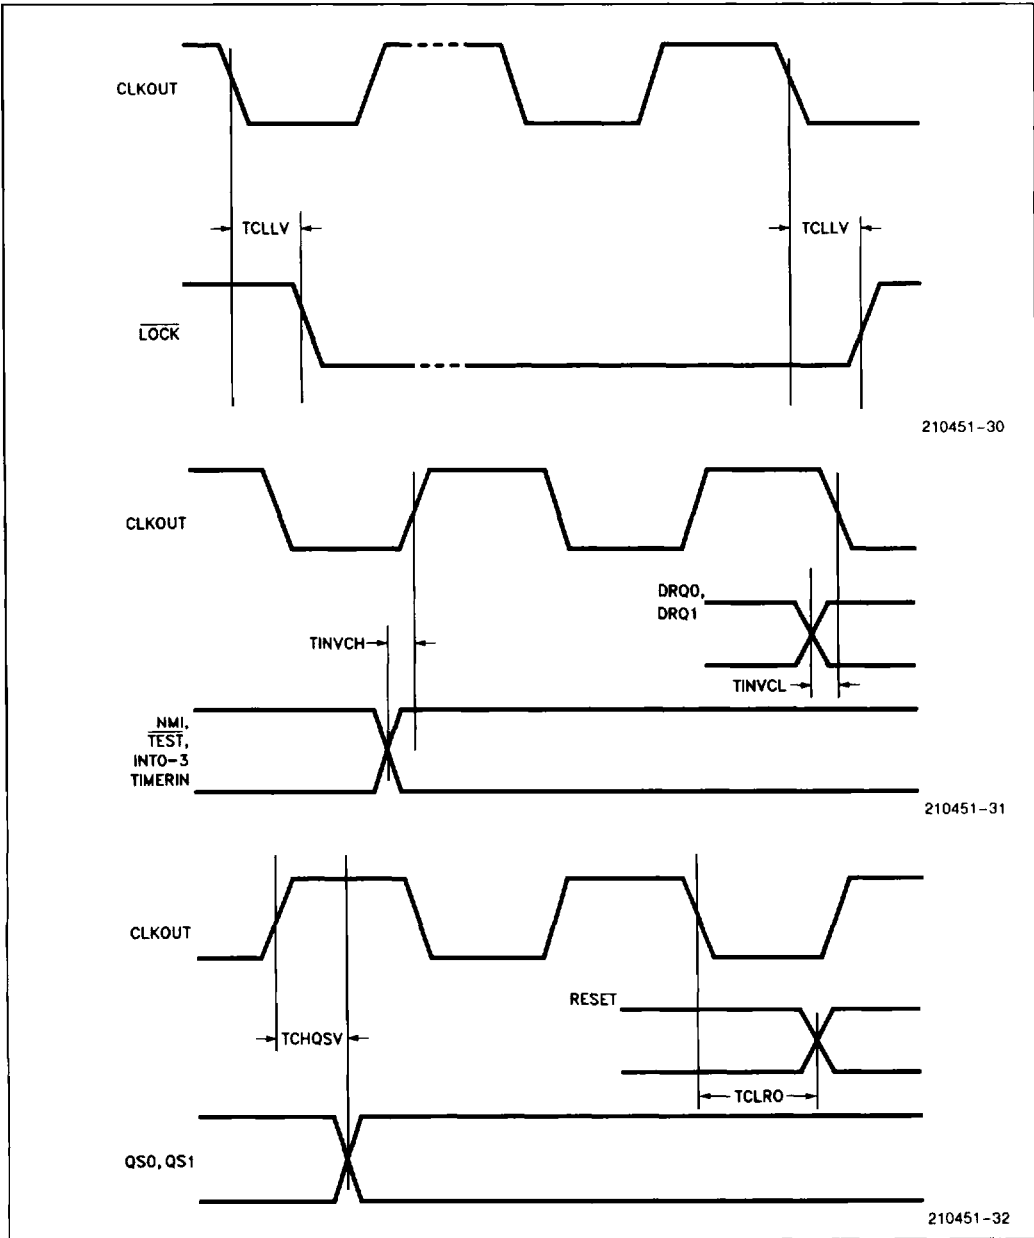 CLKOUT
TCLLV
TCLLV
LOCK
210451-30
CLKOUT
DRQ0,
DRQ1
TINVCH
TINVCL
NMI,
TEST,
INT0-3
TIMERIN
210451-31
CLKOUT
RESET
TCHQSV
TCLRO
QS0, QS1
210451-32